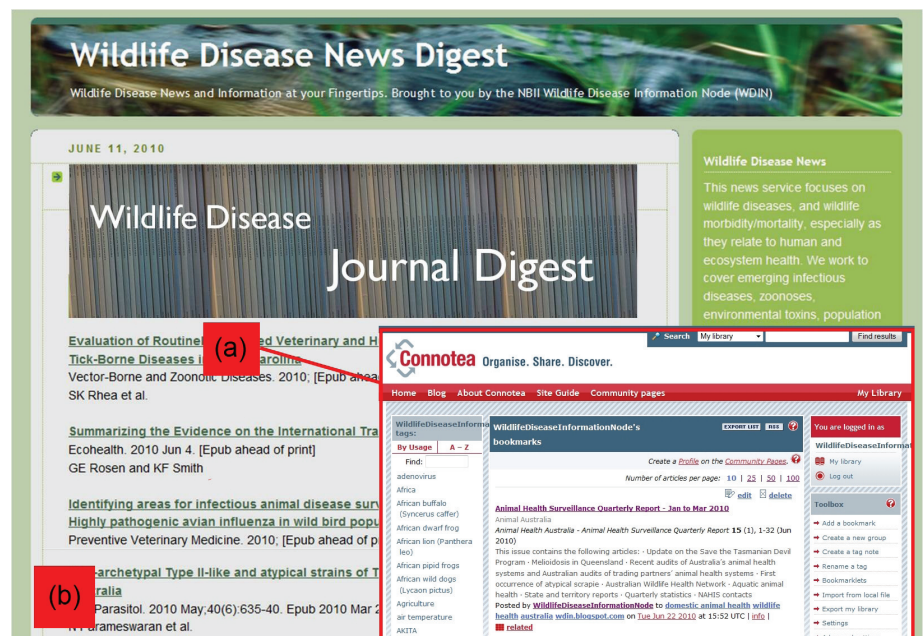 Wildlife Disease News Digest
Wildlife Disease News and Information at your Fingertips. Brought to you by the NBII Wildlife Disease Information Node (WDIN)
JUNE 11, 2010
Wildlife Disease
Journal Digest
Evaluation of Routinel ed Veterinary and H
Tick-Borne Diseases i arolina
Vector-Borne and Zoonotic Diseases. 2010; [Epub ahea
SK Rhea et al.
Summarizing the Evidence on the International Tra
Ecohealth. 2010 Jun 4. [Epub ahead of print]
GE Rosen and KF Smith
Identifying areas for infectious animal disease surv
Highly pathogenic avian influenza in wild bird popu
Preventive Veterinary Medicine. 2010; [Epub ahead of p
archetypal Type II-like and atypical strains of T
ralia
Parasitol. 2010 May;40(6):635-40. Epub 2010 Mar 2
N Parameswaran et al.
Wildlife Disease News
This news service focuses on
wildlife diseases, and wildlife
morbidity/mortality, especially as
they relate to human and
ecosystem health. We work to
cover emerging infectious
diseases, zoonoses,
environmental toxins, population
(a)
(b)
Search My library Find results
Connotea Organise. Share. Discover.
Home Blog About Connotea Site Guide Community pages My Library
WildlifeDiseaseInforma
tags:
By Usage A – Z
Find:
adenovirus
Africa
African buffalo
(Syncerus caffer)
African dwarf frog
African lion (Panthera
leo)
African pipid frogs
African wild dogs
(Lycaon pictus)
Agriculture
air temperature
AKITA
WildlifeDiseaseInformationNode's
bookmarks
EXPORT LIST RSS ?
Create a Profile on the Community Pages. ?
Number of articles per page: 10 | 25 | 50 | 100
edit delete
Animal Health Surveillance Quarterly Report - Jan to Mar 2010
Animal Australia
Animal Health Australia - Animal Health Surveillance Quarterly Report 15 (1), 1-32 (Jun
2010)
This issue contains the following articles: · Update on the Save the Tasmanian Devil
Program · Melioidosis in Queensland · Recent audits of Australia's animal health
systems and Australian audits of trading partners' animal health systems · First
occurrence of atypical scrapie · Australian Wildlife Health Network · Aquatic animal
health · State and territory reports · Quarterly statistics · NAHIS contacts
Posted by WildlifeDiseaseInformationNode to domestic animal health wildlife
health australia wdin.blogspot.com on Tue Jun 22 2010 at 15:52 UTC | info |
related
You are logged in as
WildlifeDiseaseInformat
My library
Log out
Toolbox ?
Add a bookmark
Create a new group
Create a tag note
Rename a tag
Bookmarklets
Import from local file
Export my library
Settings